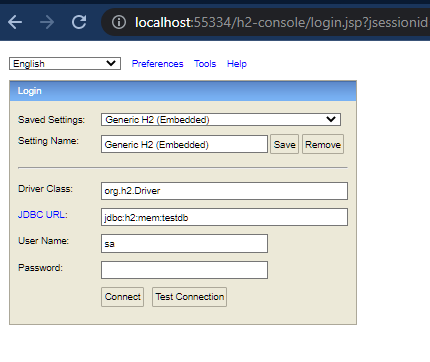 localhost:55334/h2-console/login.jsp?jsessionid
English Preferences Tools Help
Login
Saved Settings: Generic H2 (Embedded)
Setting Name: Generic H2 (Embedded) Save Remove
Driver Class: org.h2.Driver
JDBC URL: jdbc:h2:mem:testdb
User Name: sa
Password:
Connect Test Connection